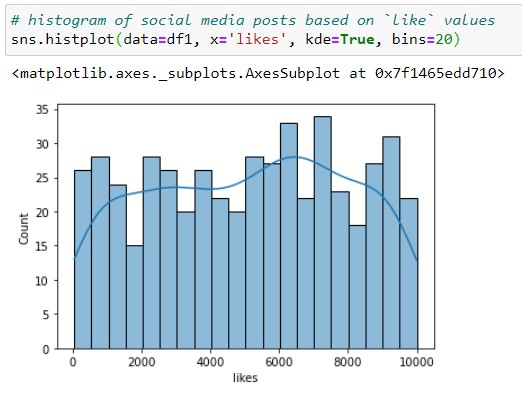 # histogram of social media posts based on `like` values
sns.histplot(data=df1, x='likes', kde=True, bins=20)
<matplotlib.axes._subplots.AxesSubplot at 0x7f1465edd710>
35
30
25
20
15
10
5
0
Count
0 2000 4000 6000 8000 10000
likes